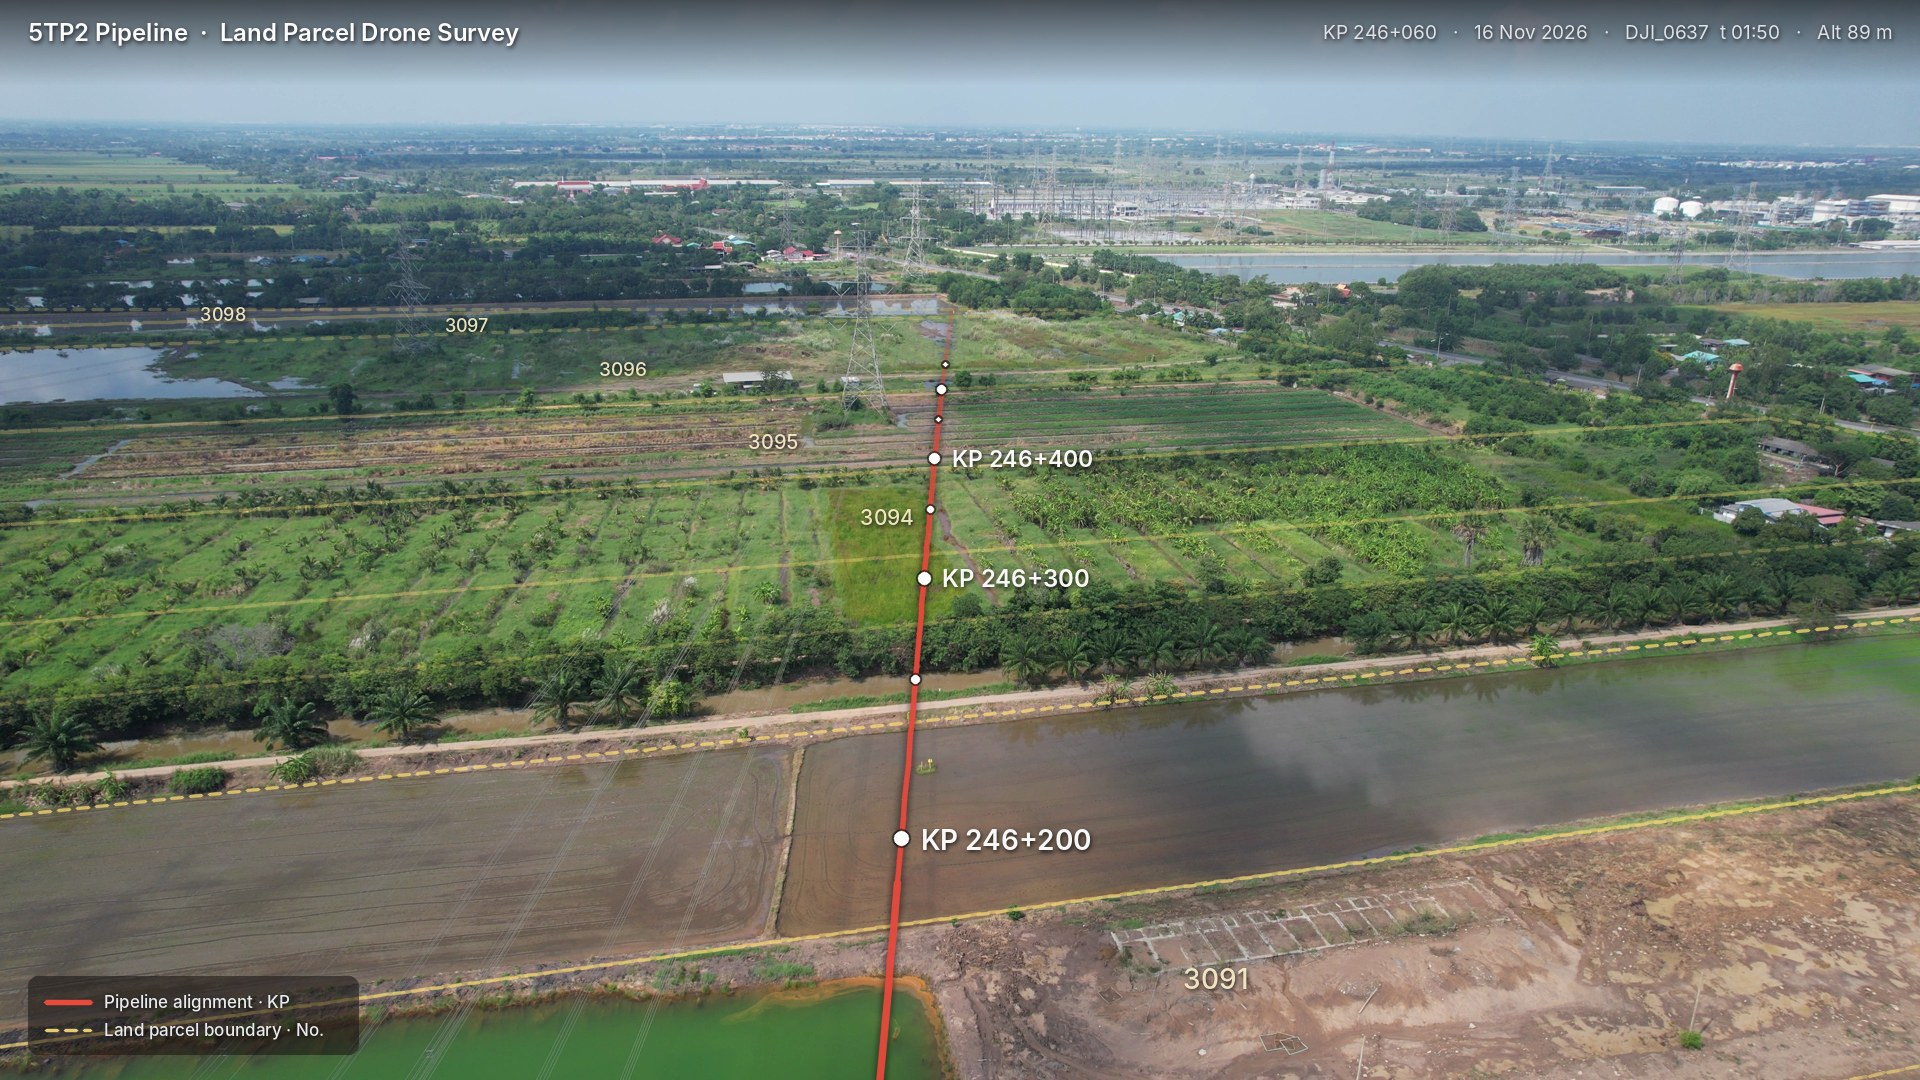 5TP2 Pipeline · Land Parcel Drone Survey
KP 246+060 · 16 Nov 2026 · DJI_0637 t 01:50 · Alt 89 m
3098
3097
3096
3095
KP 246+400
3094
KP 246+300
KP 246+200
3091
Pipeline alignment · KP
Land parcel boundary · No.